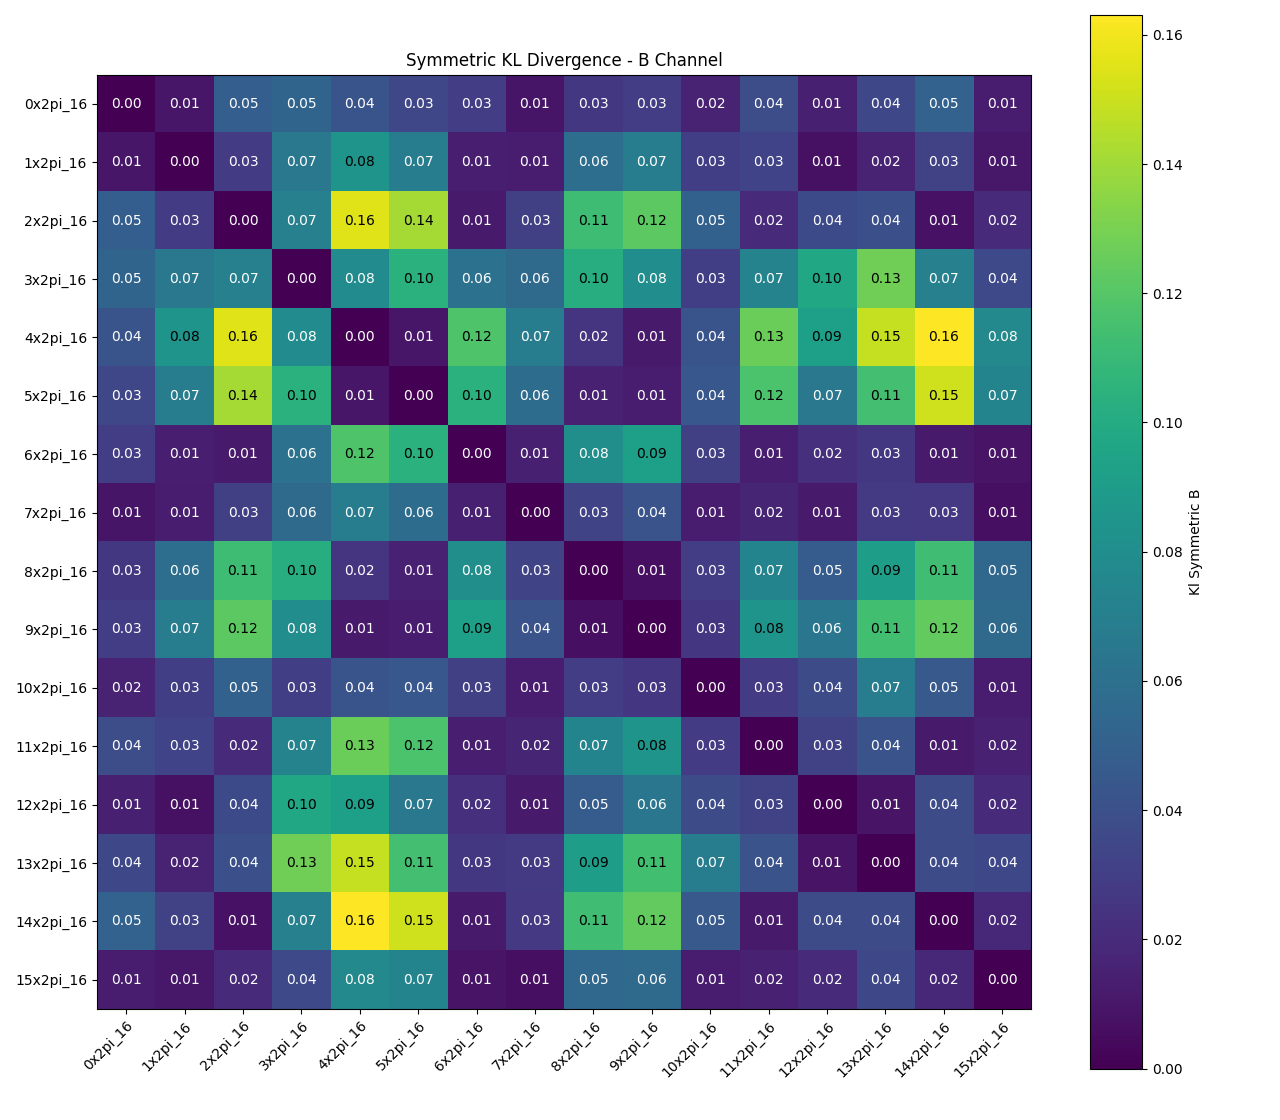 Symmetric KL Divergence - B Channel
0x2pi_16 0.00 0.01 0.05 0.05 0.04 0.03 0.03 0.01 0.03 0.03 0.02 0.04 0.01 0.04 0.05 0.01
1x2pi_16 0.01 0.00 0.03 0.07 0.08 0.07 0.01 0.01 0.06 0.07 0.03 0.03 0.01 0.02 0.03 0.01
2x2pi_16 0.05 0.03 0.00 0.07 0.16 0.14 0.01 0.03 0.11 0.12 0.05 0.02 0.04 0.04 0.01 0.02
3x2pi_16 0.05 0.07 0.07 0.00 0.08 0.10 0.06 0.06 0.10 0.08 0.03 0.07 0.10 0.13 0.07 0.04
4x2pi_16 0.04 0.08 0.16 0.08 0.00 0.01 0.12 0.07 0.02 0.01 0.04 0.13 0.09 0.15 0.16 0.08
5x2pi_16 0.03 0.07 0.14 0.10 0.01 0.00 0.10 0.06 0.01 0.01 0.04 0.12 0.07 0.11 0.15 0.07
6x2pi_16 0.03 0.01 0.01 0.06 0.12 0.10 0.00 0.01 0.08 0.09 0.03 0.01 0.02 0.03 0.01 0.01
7x2pi_16 0.01 0.01 0.03 0.06 0.07 0.06 0.01 0.00 0.03 0.04 0.01 0.02 0.01 0.03 0.03 0.01
8x2pi_16 0.03 0.06 0.11 0.10 0.02 0.01 0.08 0.03 0.00 0.01 0.03 0.07 0.05 0.09 0.11 0.05
9x2pi_16 0.03 0.07 0.12 0.08 0.01 0.01 0.09 0.04 0.01 0.00 0.03 0.08 0.06 0.11 0.12 0.06
10x2pi_16 0.02 0.03 0.05 0.03 0.04 0.04 0.03 0.01 0.03 0.03 0.00 0.03 0.04 0.07 0.05 0.01
11x2pi_16 0.04 0.03 0.02 0.07 0.13 0.12 0.01 0.02 0.07 0.08 0.03 0.00 0.03 0.04 0.01 0.02
12x2pi_16 0.01 0.01 0.04 0.10 0.09 0.07 0.02 0.01 0.05 0.06 0.04 0.03 0.00 0.01 0.04 0.02
13x2pi_16 0.04 0.02 0.04 0.13 0.15 0.11 0.03 0.03 0.09 0.11 0.07 0.04 0.01 0.00 0.04 0.04
14x2pi_16 0.05 0.03 0.01 0.07 0.16 0.15 0.01 0.03 0.11 0.12 0.05 0.01 0.04 0.04 0.00 0.02
15x2pi_16 0.01 0.01 0.02 0.04 0.08 0.07 0.01 0.01 0.05 0.06 0.01 0.02 0.02 0.04 0.02 0.00
0x2pi_16 1x2pi_16 2x2pi_16 3x2pi_16 4x2pi_16 5x2pi_16 6x2pi_16 7x2pi_16 8x2pi_16 9x2pi_16 10x2pi_16 11x2pi_16 12x2pi_16 13x2pi_16 14x2pi_16 15x2pi_16
0.16
0.14
0.12
0.10
0.08
0.06
0.04
0.02
0.00
Kl Symmetric B